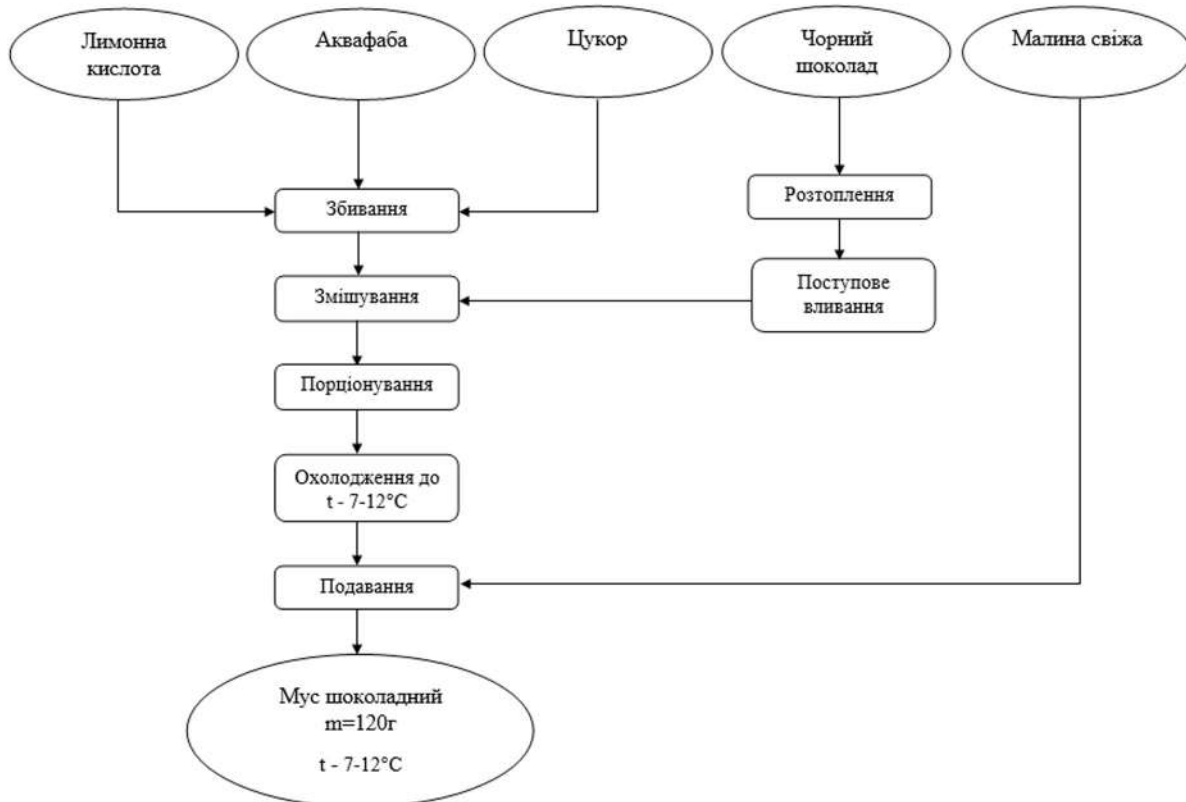 Лимонна
кислота
Аквафаба
Цукор
Чорний
шоколад
Малина свіжа
Збивання
Розтоплення
Змішування
Поступове
вливання
Порціонування
Охолодження до
t - 7-12°C
Подавання
Мус шоколадний
m=120г
t - 7-12°C